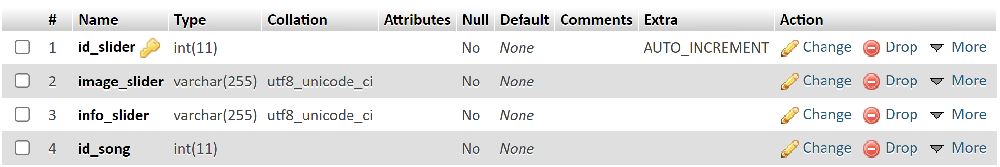 # Name Type Collation Attributes Null Default Comments Extra Action
1 id_slider int(11) No None AUTO_INCREMENT Change Drop More
2 image_slider varchar(255) utf8_unicode_ci No None Change Drop More
3 info_slider varchar(255) utf8_unicode_ci No None Change Drop More
4 id_song int(11) No None Change Drop More